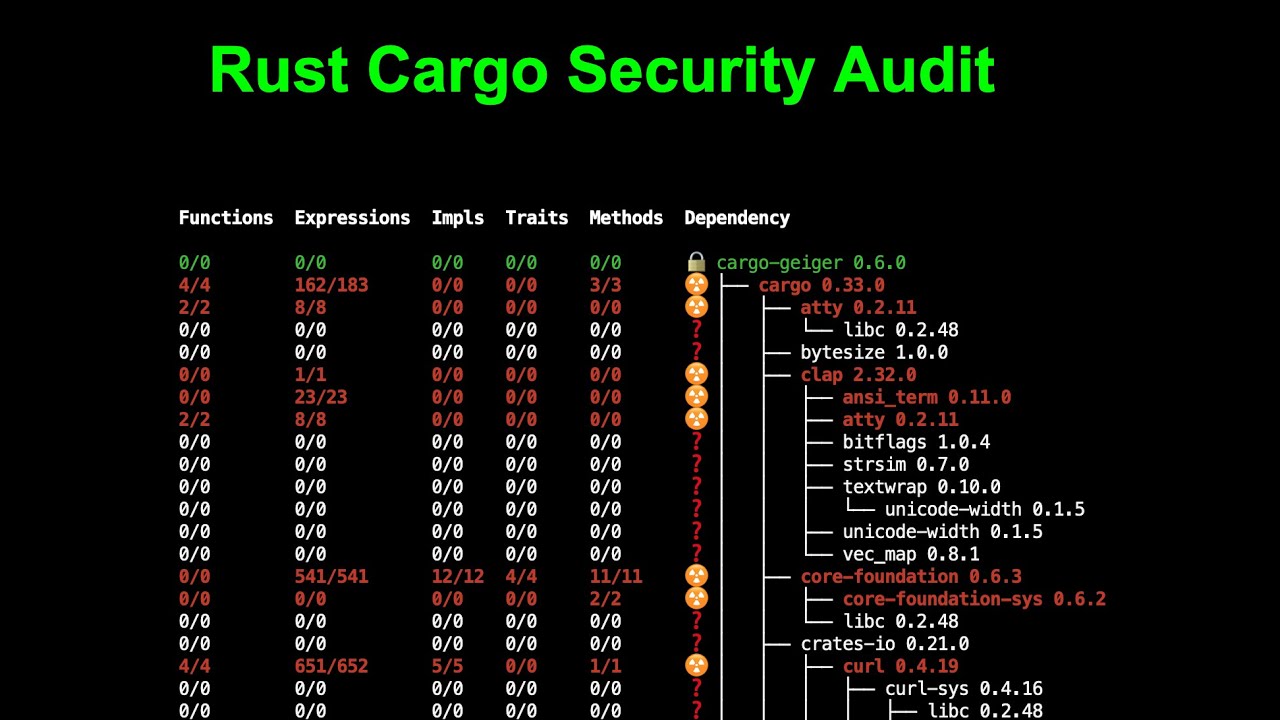 Rust Cargo Security Audit
Functions Expressions Impls Traits Methods Dependency
0/0 0/0 0/0 0/0 0/0 🔒 cargo-geiger 0.6.0
4/4 162/183 0/0 0/0 3/3 ☢ ├── cargo 0.33.0
2/2 8/8 0/0 0/0 0/0 ☢ │ ├── atty 0.2.11
0/0 0/0 0/0 0/0 0/0 ? │ │ └── libc 0.2.48
0/0 0/0 0/0 0/0 0/0 ? │ ├── bytesize 1.0.0
0/0 1/1 0/0 0/0 0/0 ☢ │ ├── clap 2.32.0
0/0 23/23 0/0 0/0 0/0 ☢ │ │ ├── ansi_term 0.11.0
2/2 8/8 0/0 0/0 0/0 ☢ │ │ ├── atty 0.2.11
0/0 0/0 0/0 0/0 0/0 ? │ │ ├── bitflags 1.0.4
0/0 0/0 0/0 0/0 0/0 ? │ │ ├── strsim 0.7.0
0/0 0/0 0/0 0/0 0/0 ? │ │ ├── textwrap 0.10.0
0/0 0/0 0/0 0/0 0/0 ? │ │ │ └── unicode-width 0.1.5
0/0 0/0 0/0 0/0 0/0 ? │ │ ├── unicode-width 0.1.5
0/0 0/0 0/0 0/0 0/0 ? │ │ └── vec_map 0.8.1
0/0 541/541 12/12 4/4 11/11 ☢ │ ├── core-foundation 0.6.3
0/0 0/0 0/0 0/0 2/2 ☢ │ │ ├── core-foundation-sys 0.6.2
0/0 0/0 0/0 0/0 0/0 ? │ │ └── libc 0.2.48
0/0 0/0 0/0 0/0 0/0 ? │ ├── crates-io 0.21.0
4/4 651/652 5/5 0/0 1/1 ☢ │ │ ├── curl 0.4.19
0/0 0/0 0/0 0/0 0/0 ? │ │ │ ├── curl-sys 0.4.16
0/0 0/0 0/0 0/0 0/0 ? │ │ │ │ ├── libc 0.2.48